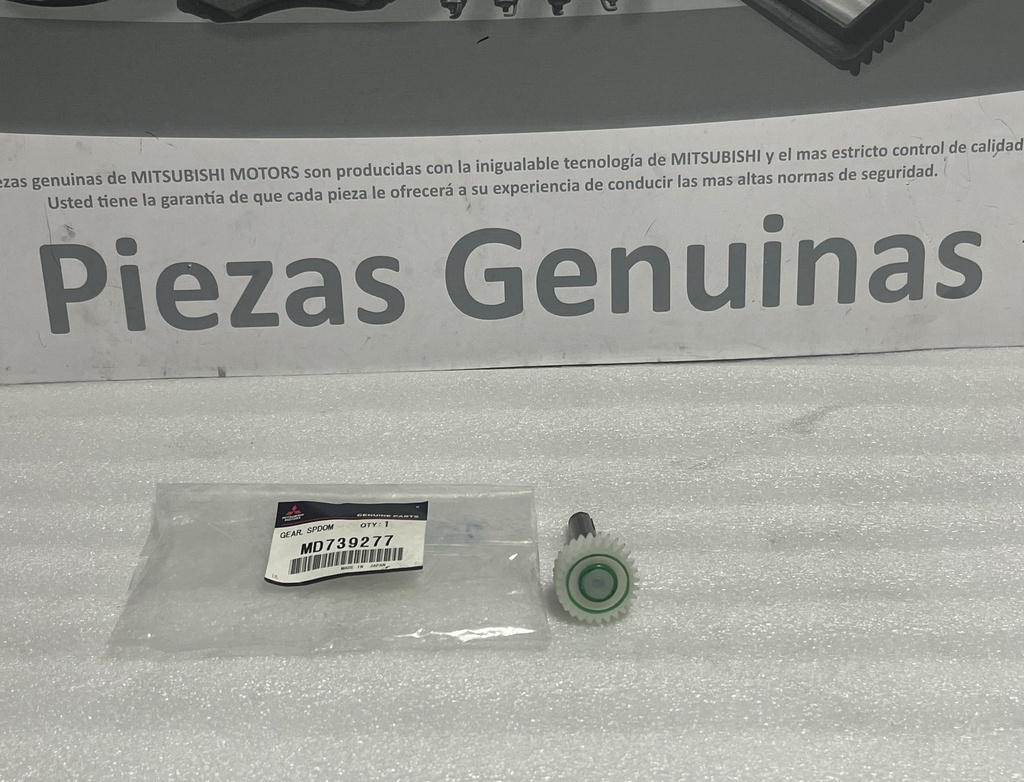 ezas genuinas de MITSUBISHI MOTORS son producidas con la inigualable tecnología de MITSUBISHI y el mas estricto control de calidad
Usted tiene la garantía de que cada pieza le ofrecerá a su experiencia de conducir las mas altas normas de seguridad.
Piezas Genuinas
MITSUBISHI
MOTORS
GENUINE PARTS
GEAR, SPDOM QTY: 1
MD739277
MADE IN JAPAN